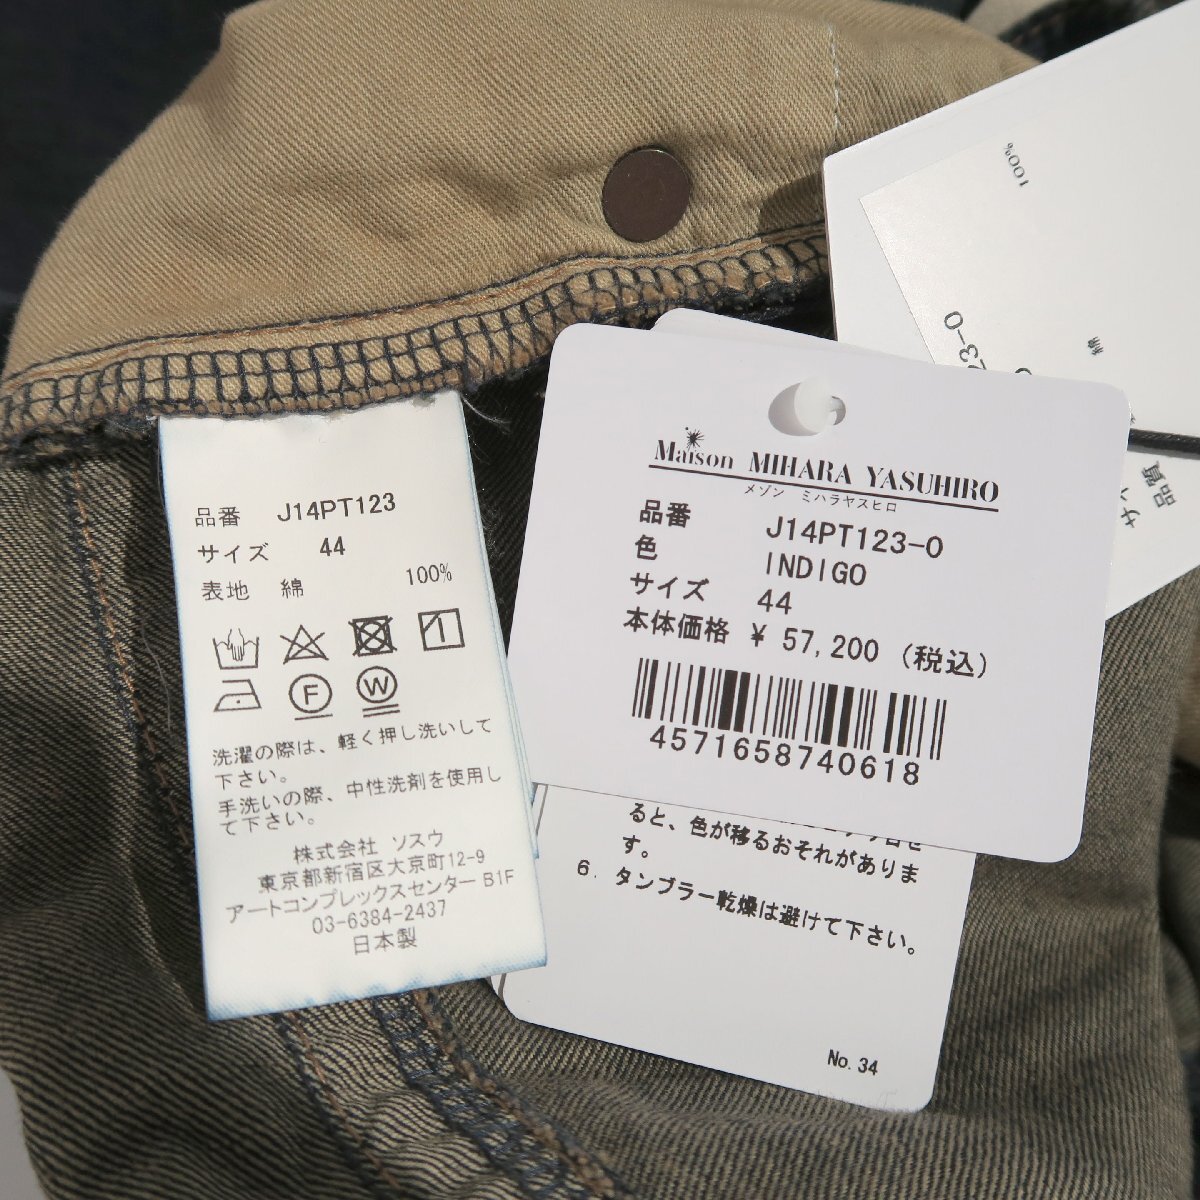 品番 J14PT123
サイズ 44
表地 綿 100%
F W
洗濯の際は、軽く押し洗いして
下さい。
手洗いの際、中性洗剤を使用し
て下さい。
株式会社 ソスウ
東京都新宿区大京町12-9
アートコンプレックスセンター B1F
03-6384-2437
日本製
Maison MIHARA YASUHIRO
メゾン ミハラヤスヒロ
品番 J14PT123-0
色 INDIGO
サイズ 44
本体価格 ¥ 57,200 (税込)
4571658740618
ると、色が移るおそれがありま
す。
6. タンブラー乾燥は避けて下さい。
No. 34
100%
綿
23-0
品質